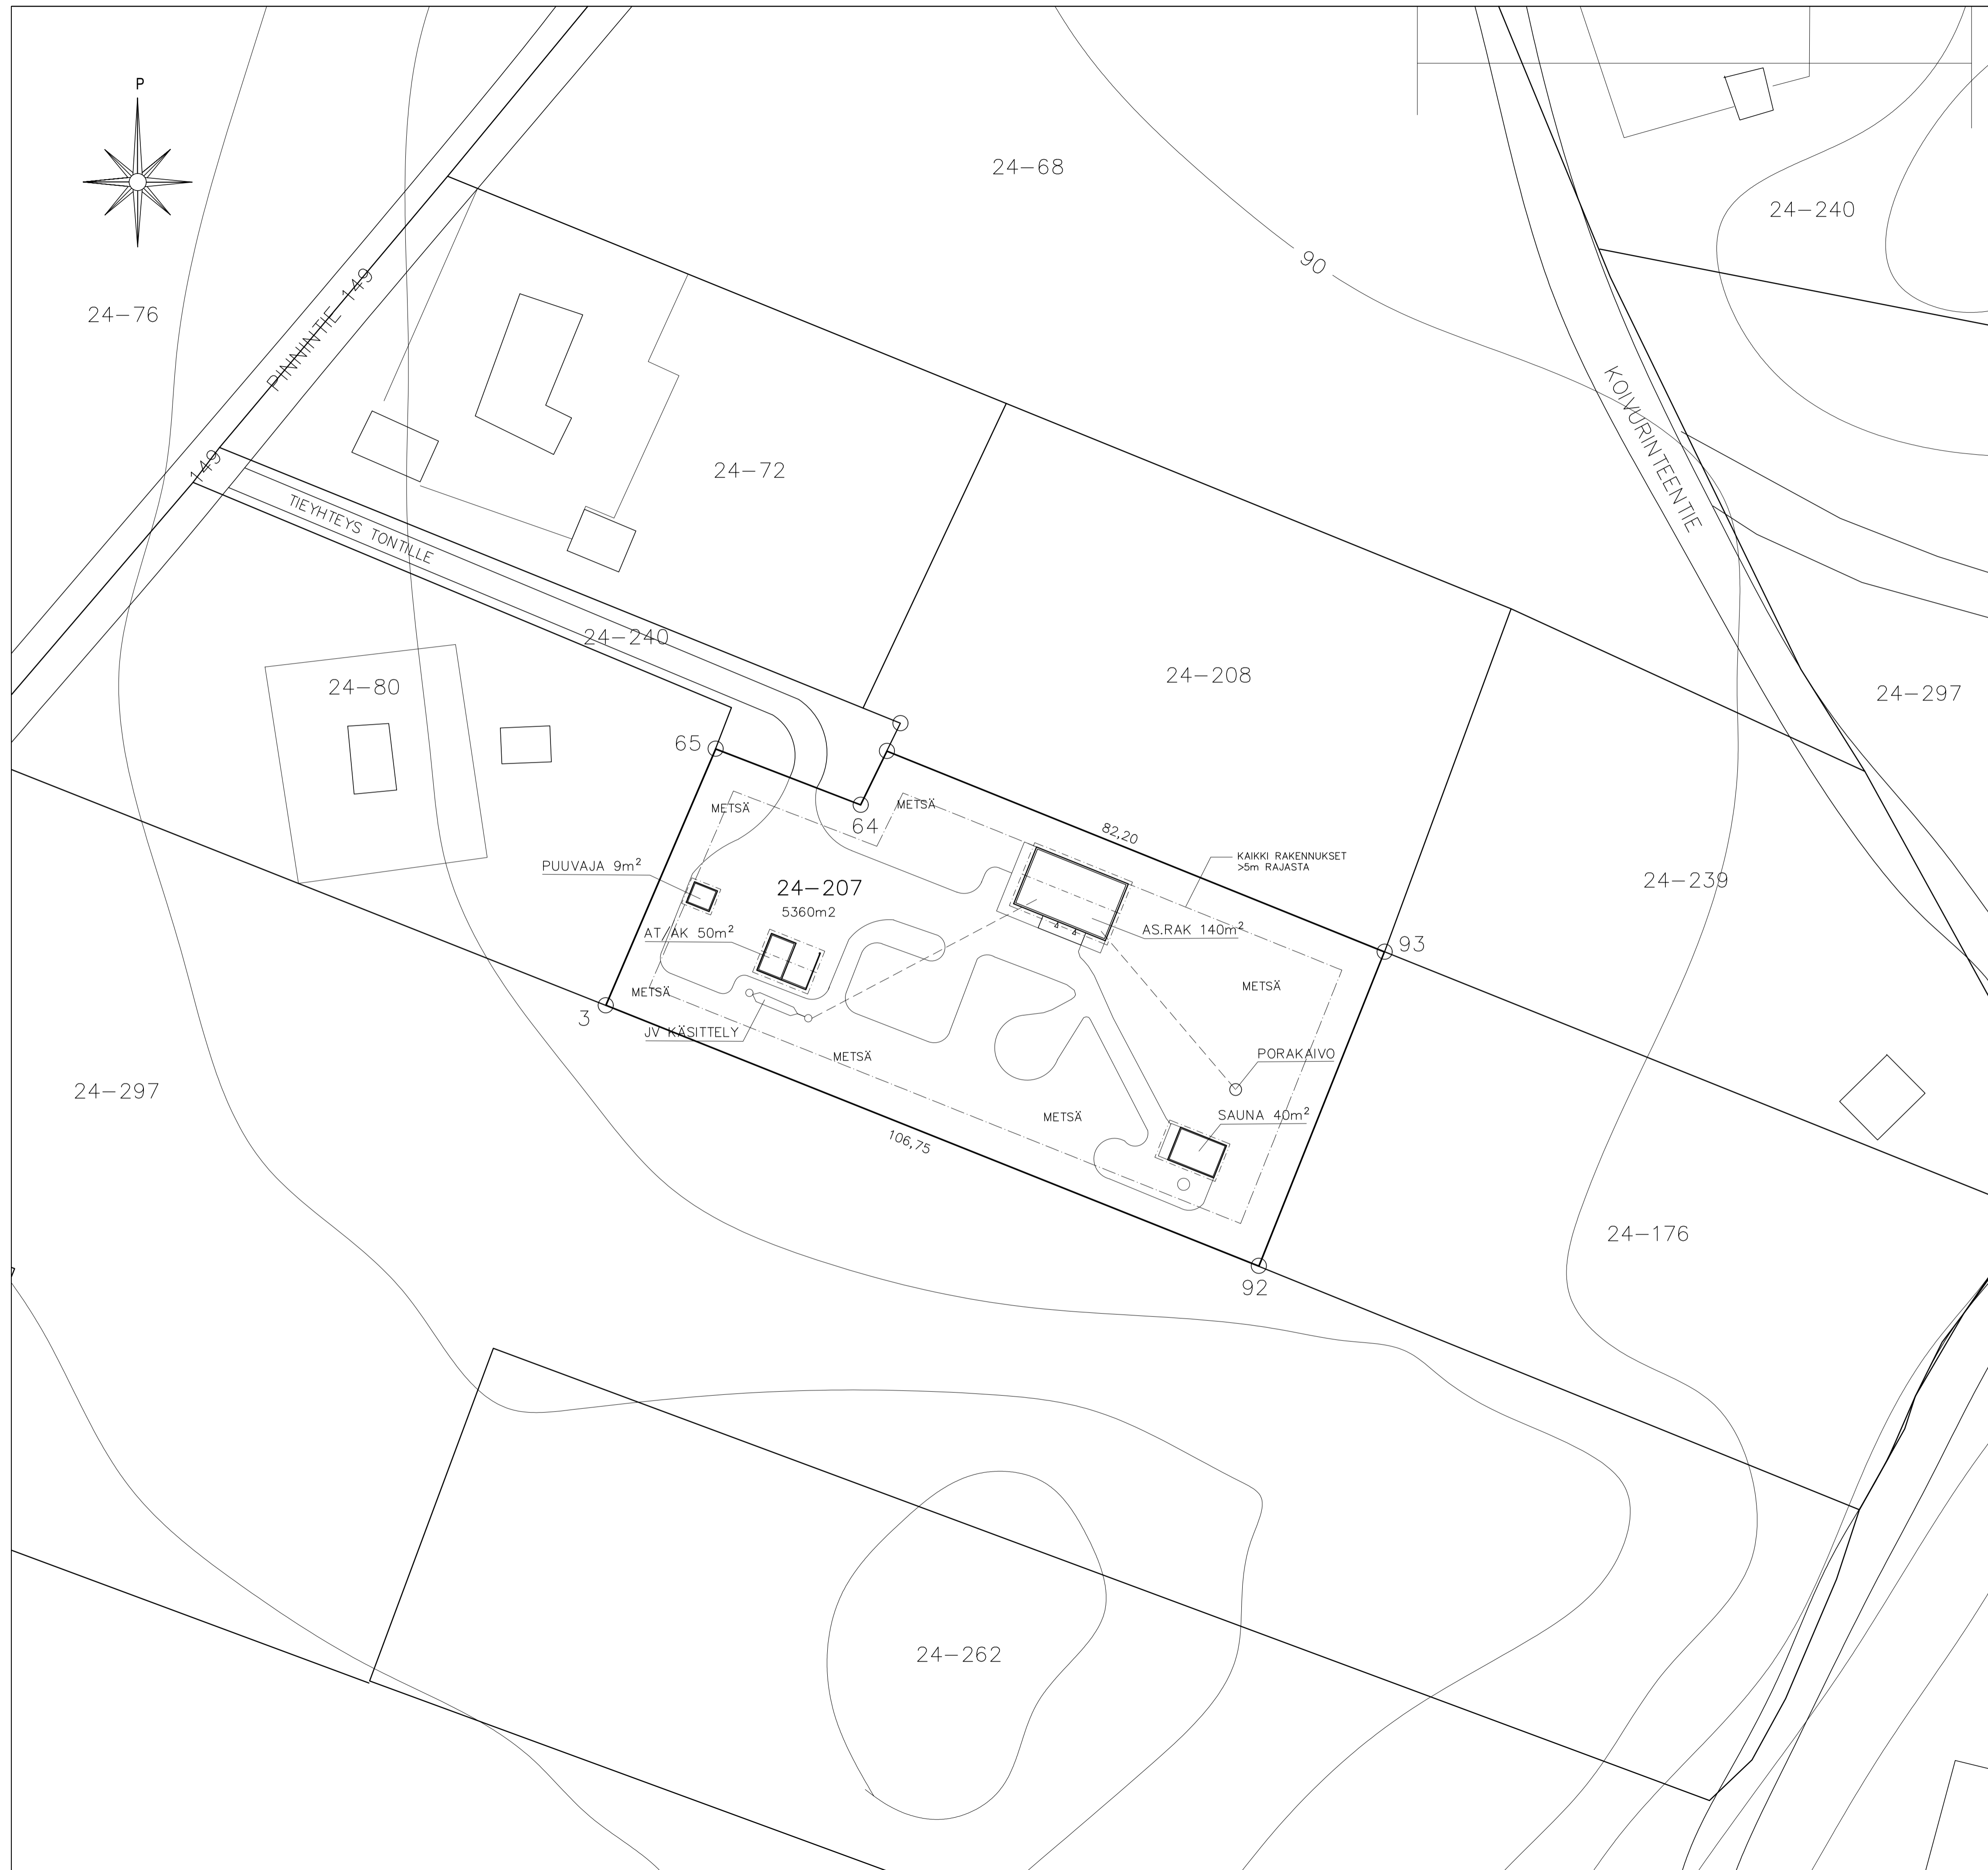 P
24-68
24-240
90
24-76
PINNINTIE 149
KOIVURINTEENTIE
24-72
149
TIEYHTEYS TONTILLE
24-240
24-80
24-208
24-297
65
METSÄ
METSÄ
64
82,20
KAIKKI RAKENNUKSET
>5m RAJASTA
PUUVAJA 9m²
24-207
5360m2
24-239
AT/AK 50m²
AS.RAK 140m²
93
METSÄ
METSÄ
3
JV KÄSITTELY
METSÄ
PORAKAIVO
24-297
METSÄ
SAUNA 40m²
106,75
24-176
92
24-262